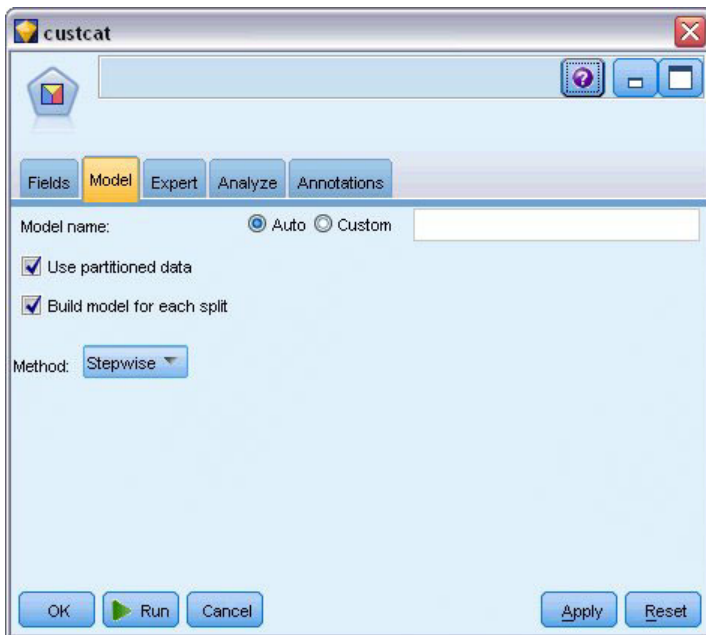 custcat
?
Fields Model Expert Analyze Annotations
Model name: Auto Custom
Use partitioned data
Build model for each split
Method: Stepwise
OK Run Cancel Apply Reset